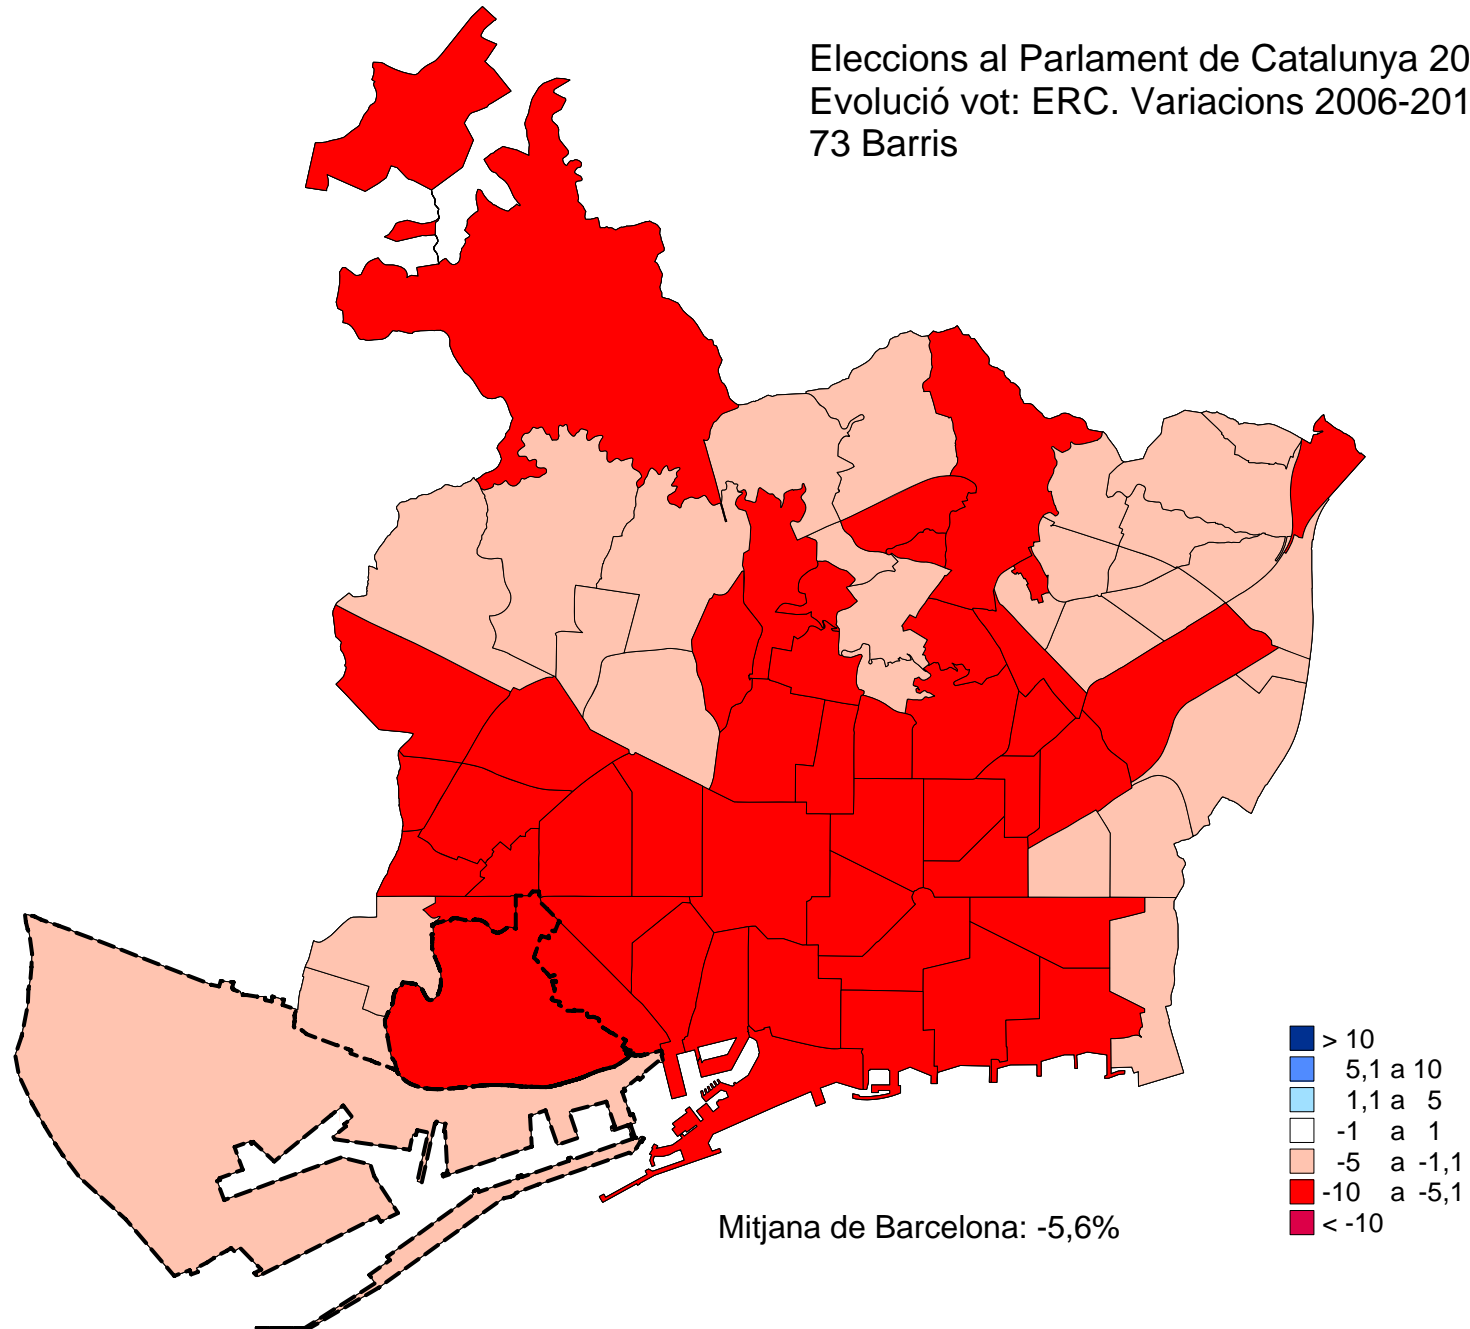 Eleccions al Parlament de Catalunya 20
Evolució vot: ERC. Variacions 2006-201
73 Barris
> 10
5,1 a 10
1,1 a 5
-1 a 1
-5 a -1,1
-10 a -5,1
< -10
Mitjana de Barcelona: -5,6%